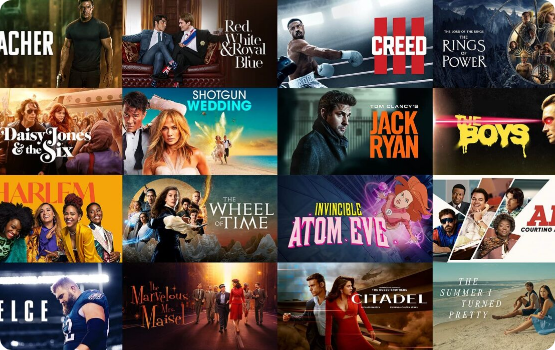 ACHER
Red
White
& Royal
Blue
CREED
III
THE LORD OF THE RINGS
THE
RINGS
OF
POWER
Daisy Jones
& the
Six
SHOTGUN
WEDDING
TOM CLANCY'S
JACK
RYAN
THE
BOYS
HARLEM
THE
WHEEL
OF TIME
INVINCIBLE
ATOM EVE
AI
COURTING
ELCE
The
Marvelous
Mrs.
Maisel
CITADEL
THE
SUMMER I
TURNED
PRETTY